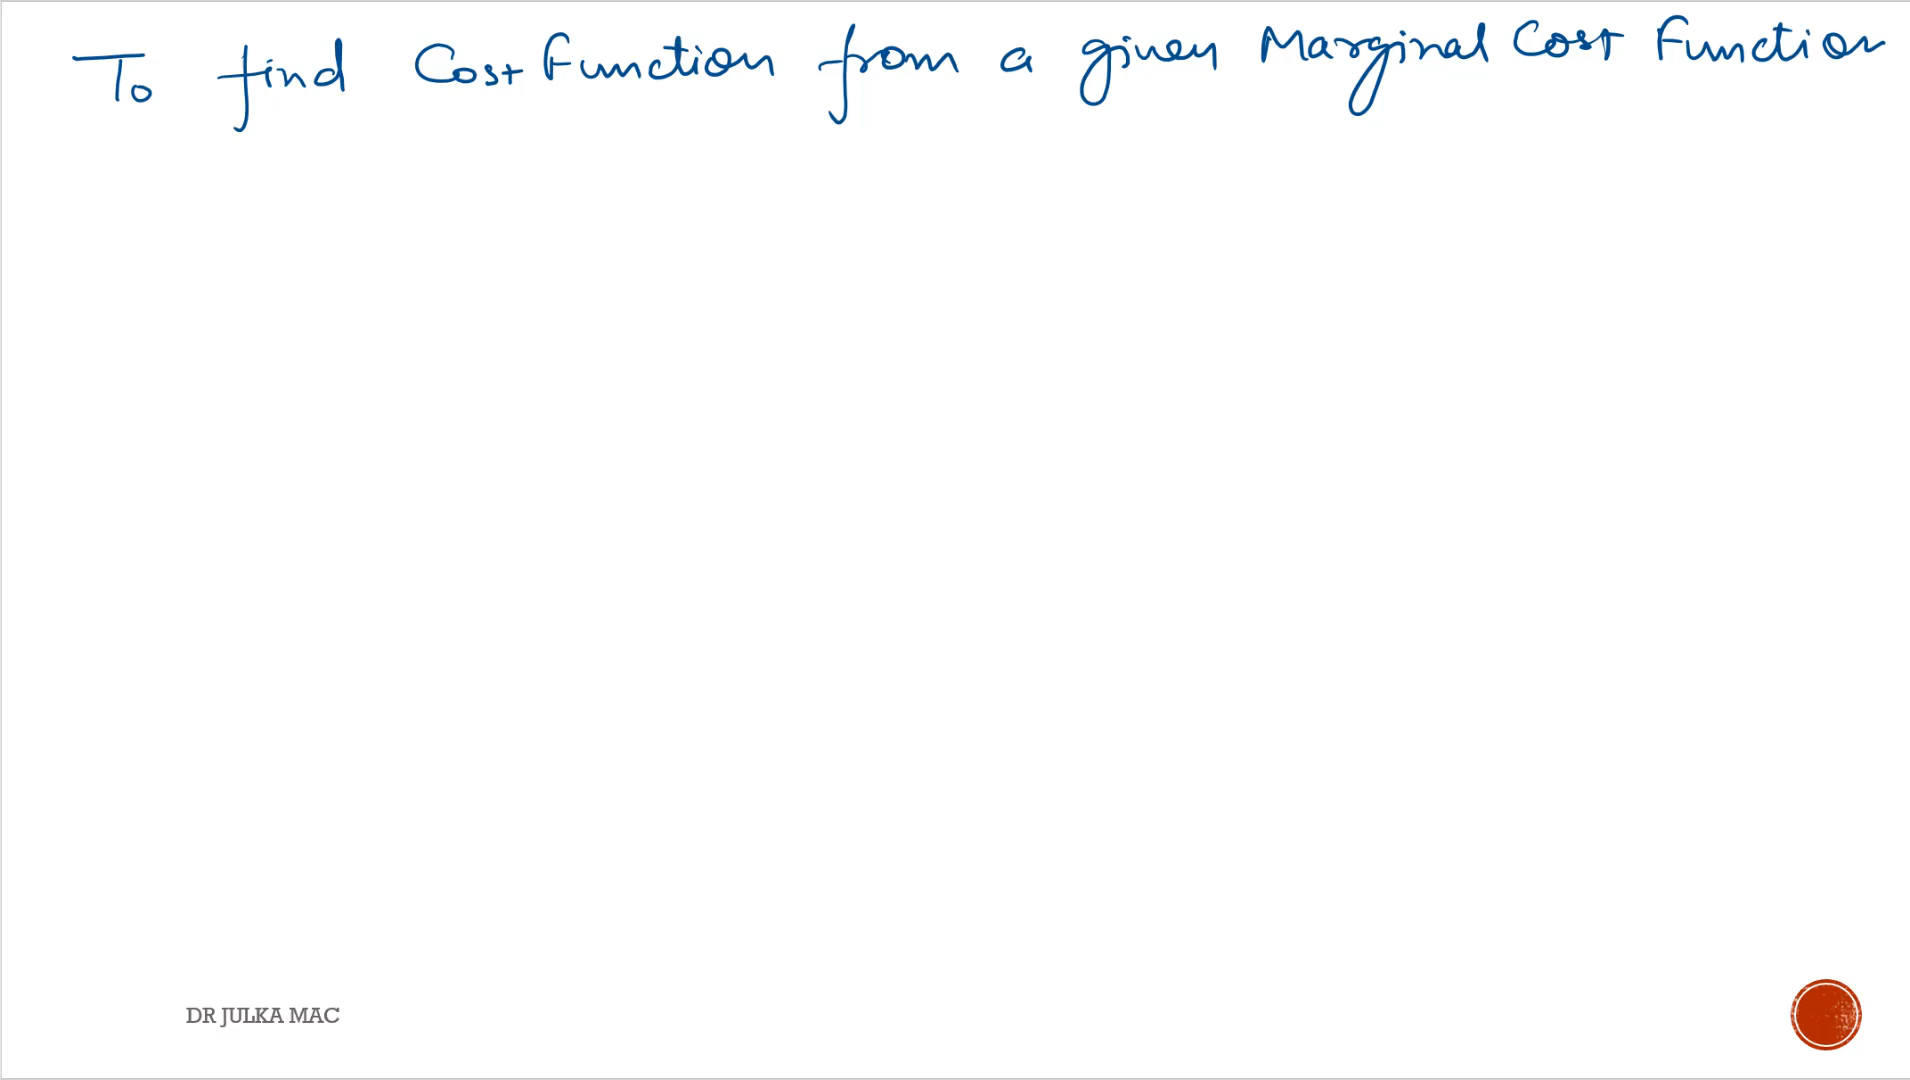 To find Cost Function from a given Marginal Cost Function
DR JULKA MAC